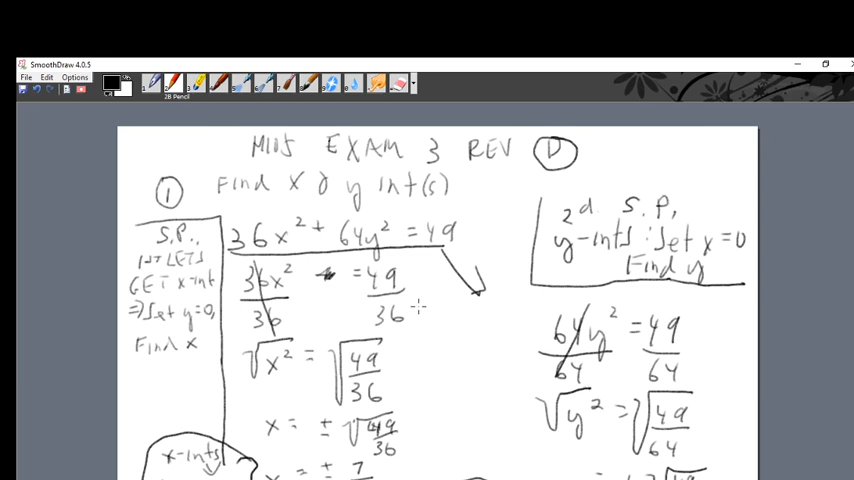 SmoothDraw 4.0.5
File Edit Options
2B Pencil
M115 EXAM 3 REV D
1 Find x & y int(s)
36x² + 64y² = 49
S.P.,
INTLETS
GET x-int
⇒ Set y=0,
Find x
36x² = 49
36 36
√x² = √49/36
x = ± √49/36
x = ± 7
x-ints
2d. S.P.,
y-ints: Set x=0
Find y
64y² = 49
64 64
√y² = √49/64